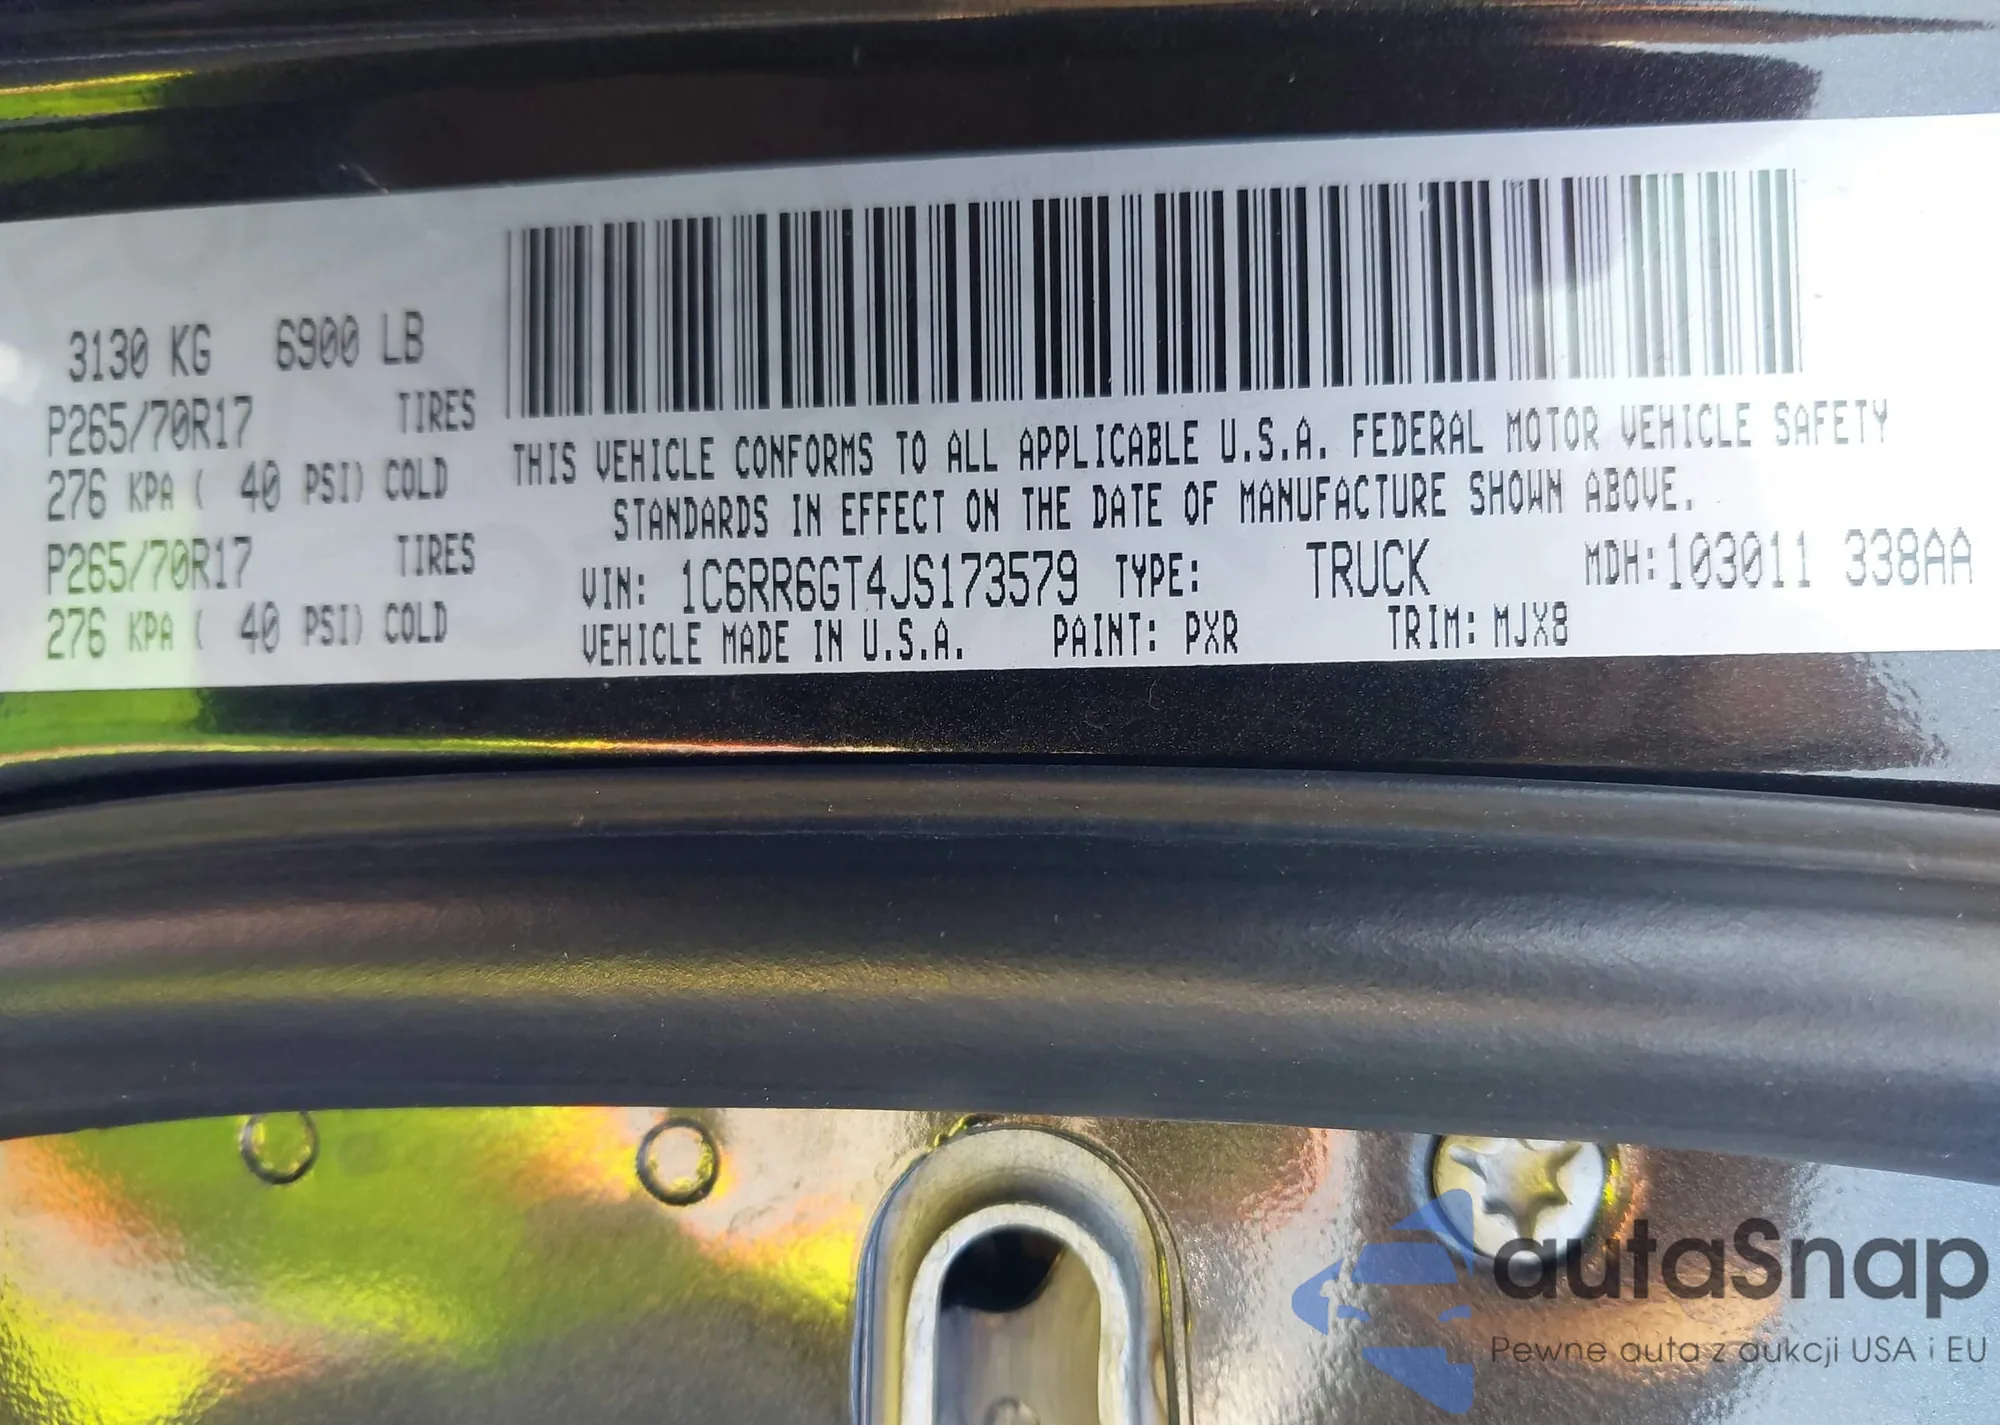 3130 KG 6900 LB
P265/70R17 TIRES
276 KPA ( 40 PSI) COLD
P265/70R17 TIRES
276 KPA ( 40 PSI) COLD
THIS VEHICLE CONFORMS TO ALL APPLICABLE U.S.A. FEDERAL MOTOR VEHICLE SAFETY
STANDARDS IN EFFECT ON THE DATE OF MANUFACTURE SHOWN ABOVE.
VIN: 1C6RR6GT4JS173579 TYPE: TRUCK MDH:103011 338AA
VEHICLE MADE IN U.S.A. PAINT: PXR TRIM: MJX8
autaSnap
Pewne auta z aukcji USA i EU